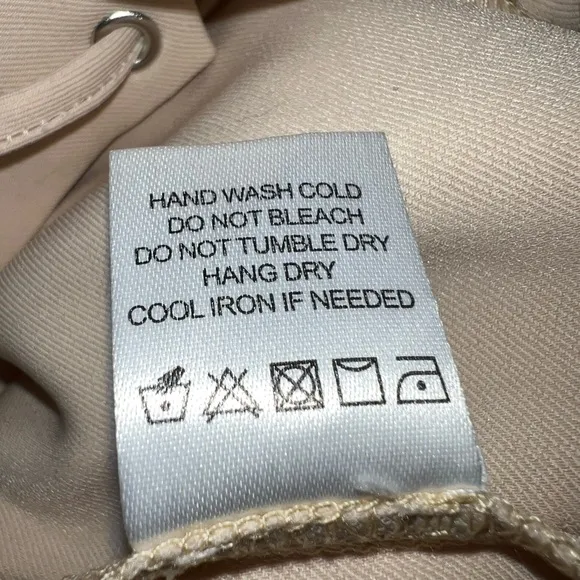 HAND WASH COLD
DO NOT BLEACH
DO NOT TUMBLE DRY
HANG DRY
COOL IRON IF NEEDED